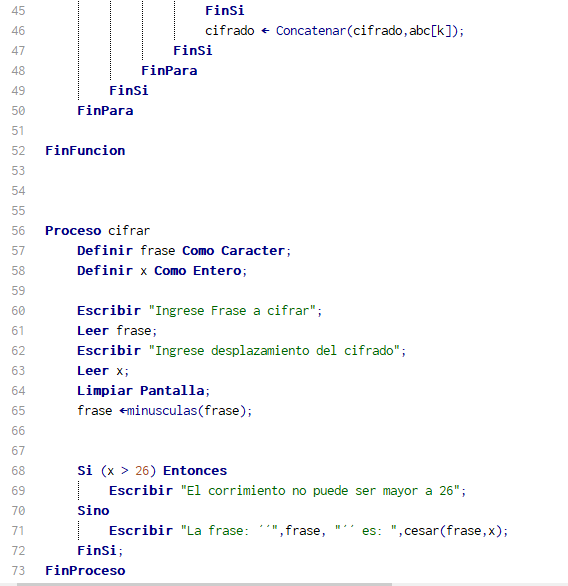 45 FinSi
46 cifrado ← Concatenar(cifrado,abc[k]);
47 FinSi
48 FinPara
49 FinSi
50 FinPara
51
52 FinFuncion
53
54
55
56 Proceso cifrar
57 Definir frase Como Caracter;
58 Definir x Como Entero;
59
60 Escribir "Ingrese Frase a cifrar";
61 Leer frase;
62 Escribir "Ingrese desplazamiento del cifrado";
63 Leer x;
64 Limpiar Pantalla;
65 frase ←minusculas(frase);
66
67
68 Si (x > 26) Entonces
69 Escribir "El corrimiento no puede ser mayor a 26";
70 Sino
71 Escribir "La frase: ´´",frase, "´´ es: ",cesar(frase,x);
72 FinSi;
73 FinProceso